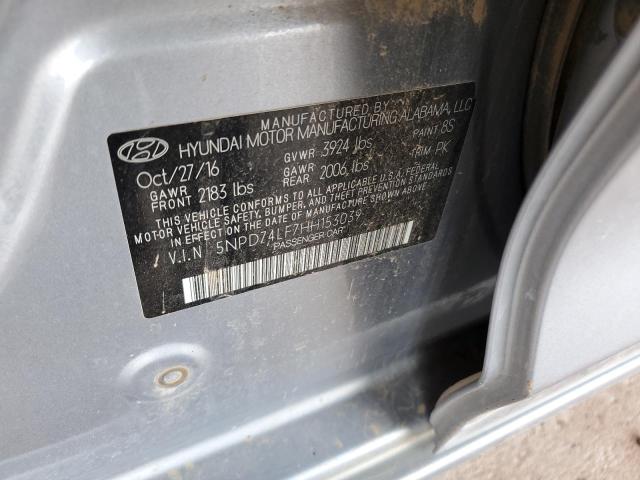 MANUFACTURED BY
HYUNDAI MOTOR MANUFACTURING ALABAMA, LLC
Oct/27/16 GVWR 3924 lbs PAINT 8S
GAWR FRONT 2183 lbs GAWR REAR 2006 lbs TRIM PK
THIS VEHICLE CONFORMS TO ALL APPLICABLE U.S.A. FEDERAL
MOTOR VEHICLE SAFETY, BUMPER, AND THEFT PREVENTION STANDARDS
IN EFFECT ON THE DATE OF MANUFACTURE SHOWN ABOVE.
V.I.N 5NPD74LF7HH153039
"PASSENGER CAR"